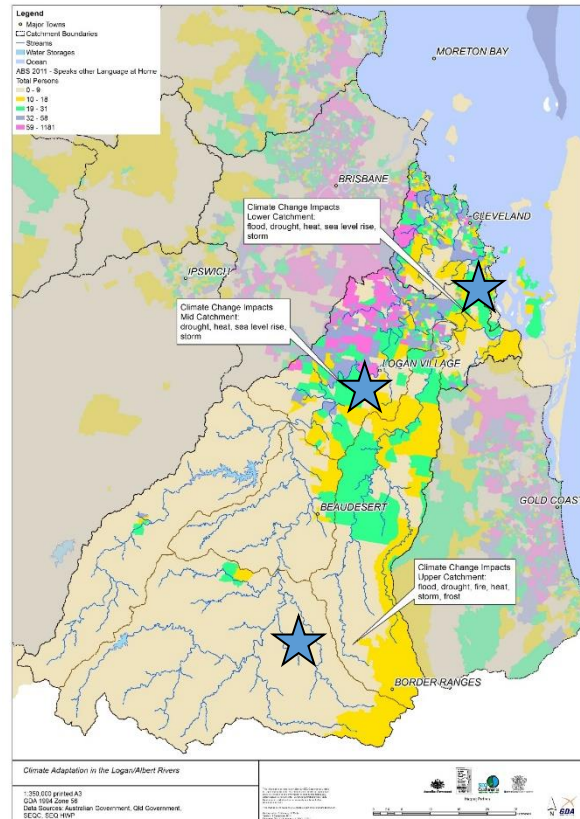 Legend
Major Towns
Catchment Boundaries
Streams
Water Storages
Ocean
ABS 2011 - Speaks other Language at Home
Total Persons
0 - 9
10 - 18
19 - 31
32 - 58
59 - 1181
MORETON BAY
BRISBANE
Climate Change Impacts
Lower Catchment:
flood, drought, heat, sea level rise,
storm
CLEVELAND
IPSWICH
Climate Change Impacts
Mid Catchment:
drought, heat, sea level rise,
storm
LOGAN VILLAGE
GOLD COAST
BEAUDESERT
Climate Change Impacts
Upper Catchment:
flood, drought, fire, heat,
storm, frost
BORDER RANGES
Climate Adaptation in the Logan/Albert Rivers
1:350,000 printed A3
GDA 1994 Zone 56
Data Sources: Australian Government, Qld Government,
SEQC, SEQ HWP
N